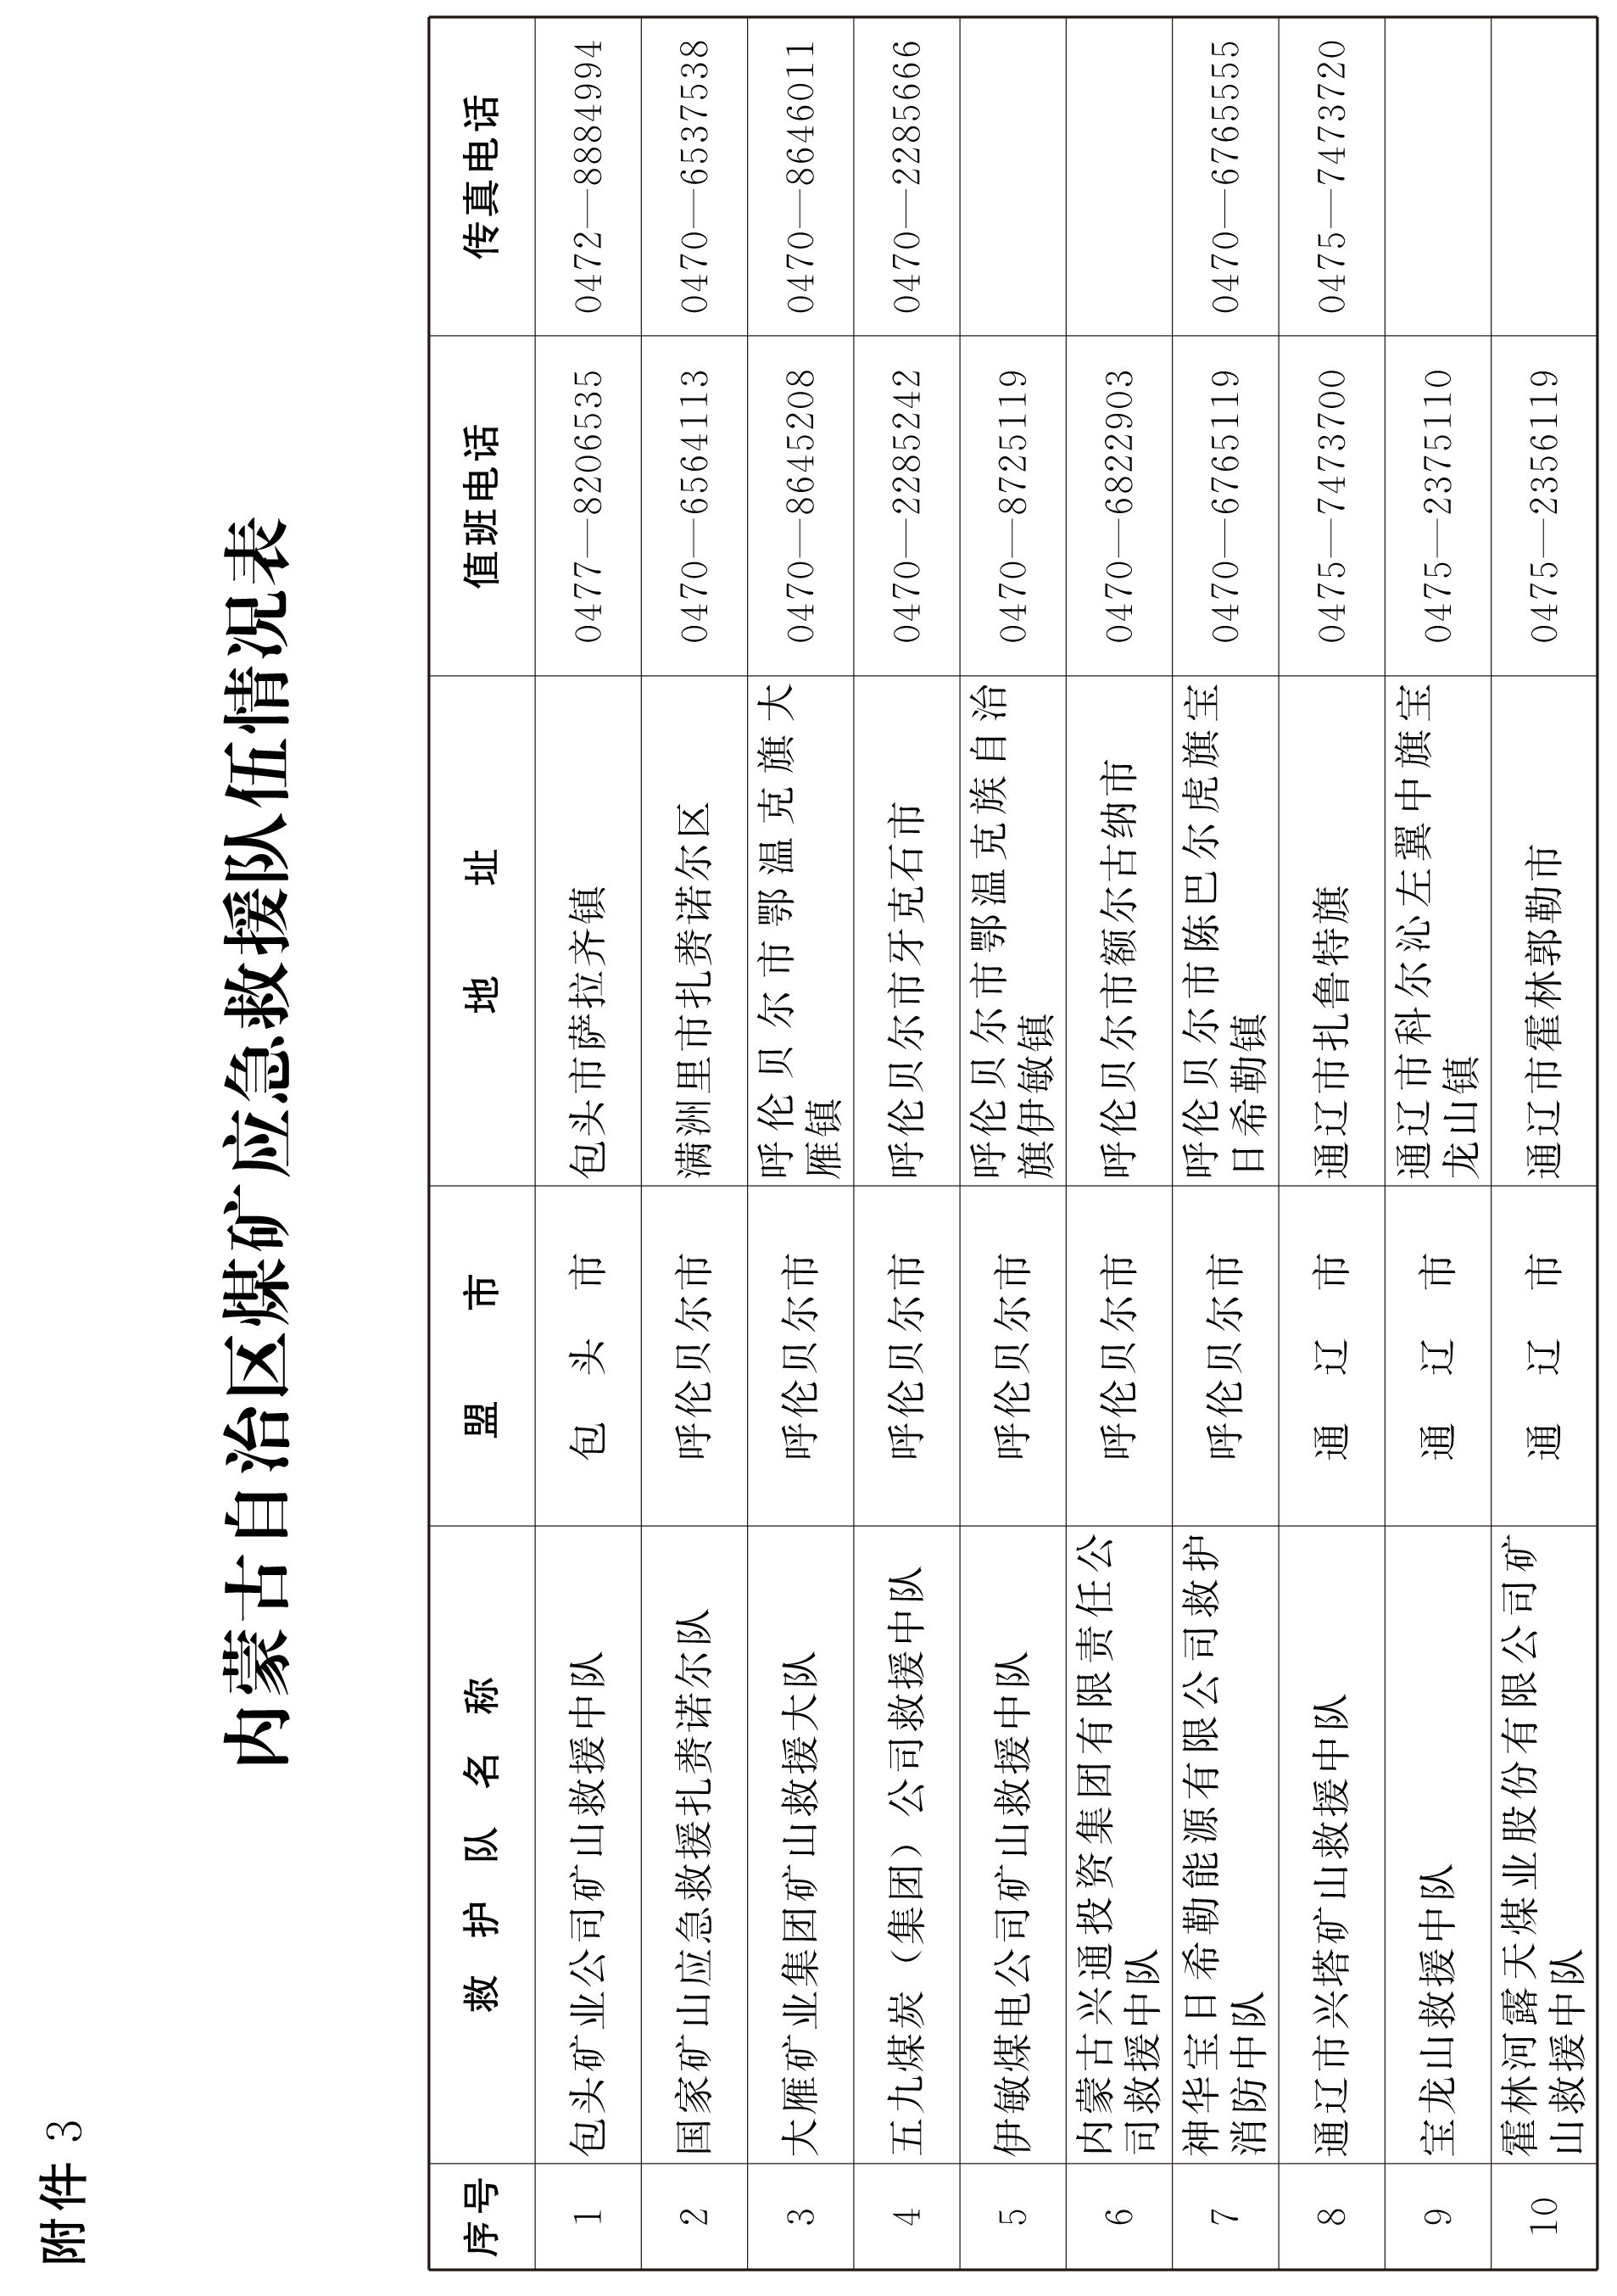 附件 3
内蒙古自治区煤矿应急救援队伍情况表
序号 救护队名称 盟市 地址 值班电话 传真电话
1 包头矿业公司矿山救援中队 包头市 包头市萨拉齐镇 0477—8206535 0472—8884994
2 国家矿山应急救援扎赉诺尔队 呼伦贝尔市 满洲里市扎赉诺尔区 0470—6564113 0470—6537538
3 大雁矿业集团矿山救援大队 呼伦贝尔市 呼伦贝尔市鄂温克旗大
雁镇 0470—8645208 0470—8646011
4 五九煤炭（集团）公司救援中队 呼伦贝尔市 呼伦贝尔市牙克石市 0470—2285242 0470—2285666
5 伊敏煤电公司矿山救援中队 呼伦贝尔市 呼伦贝尔市鄂温克族自治
旗伊敏镇 0470—8725119
6 内蒙古兴通投资集团有限责任公
司救援中队 呼伦贝尔市 呼伦贝尔市额尔古纳市 0470—6822903
7 神华宝日希勒能源有限公司救护
消防中队 呼伦贝尔市 呼伦贝尔市陈巴尔虎旗宝
日希勒镇 0470—6765119 0470—6765555
8 通辽市兴塔矿山救援中队 通辽市 通辽市扎鲁特旗 0475—7473700 0475—7473720
9 宝龙山救援中队 通辽市 通辽市科尔沁左翼中旗宝
龙山镇 0475—2375110
10 霍林河露天煤业股份有限公司矿
山救援中队 通辽市 通辽市霍林郭勒市 0475—2356119